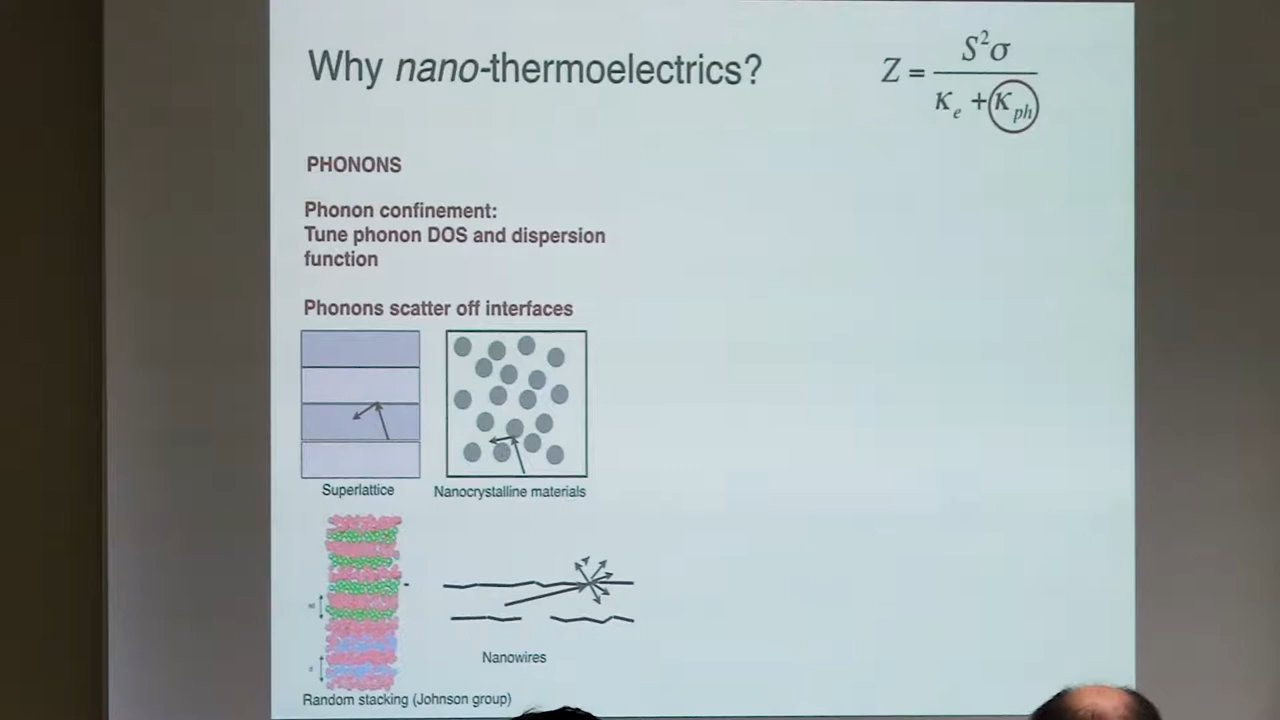 Why nano-thermoelectrics?
Z = S²σ / κₑ + κₚₕ
PHONONS
Phonon confinement:
Tune phonon DOS and dispersion
function
Phonons scatter off interfaces
Superlattice
Nanocrystalline materials
Nanowires
Random stacking (Johnson group)